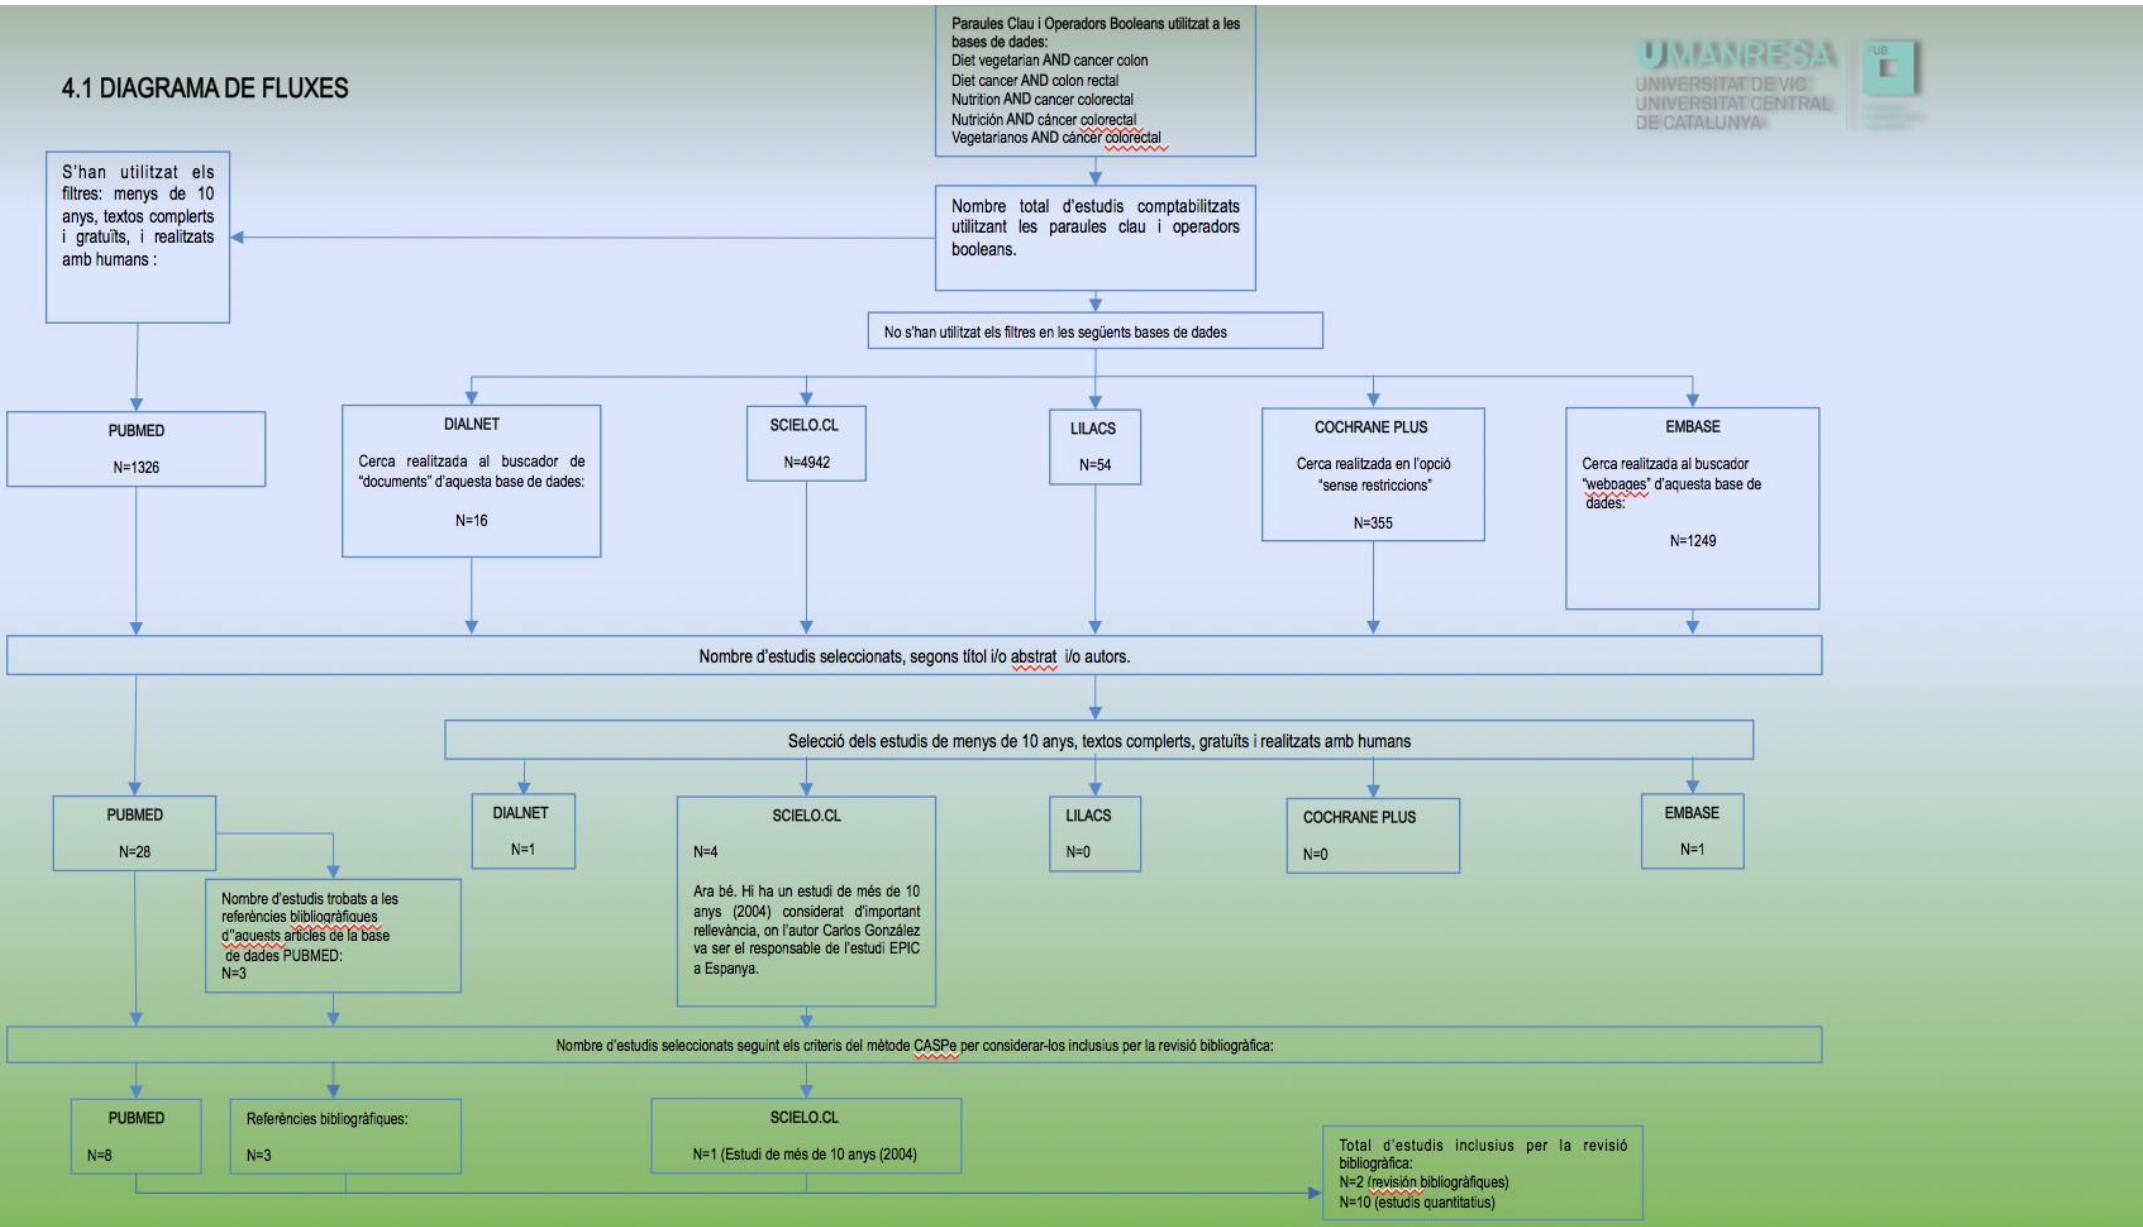 Paraules Clau i Operadors Booleans utilitzat a les
bases de dades:
Diet vegetarian AND cancer colon
Diet cancer AND colon rectal
Nutrition AND cancer colorectal
Nutrición AND cáncer colorectal
Vegetarianos AND cáncer colorectal
4.1 DIAGRAMA DE FLUXES
UMANRESA
UNIVERSITAT DE VIC
UNIVERSITAT CENTRAL
DE CATALUNYA
FUB
S'han utilitzat els
filtres: menys de 10
anys, textos complerts
i gratuïts, i realitzats
amb humans :
Nombre total d'estudis comptabilitzats
utilitzant les paraules clau i operadors
booleans.
No s'han utilitzat els filtres en les següents bases de dades
PUBMED
N=1326
DIALNET
Cerca realitzada al buscador de
"documents" d'aquesta base de dades:
N=16
SCIELO.CL
N=4942
LILACS
N=54
COCHRANE PLUS
Cerca realitzada en l'opció
"sense restriccions"
N=355
EMBASE
Cerca realitzada al buscador
"webpages" d'aquesta base de
dades:
N=1249
Nombre d'estudis seleccionats, segons títol i/o abstrat i/o autors.
Selecció dels estudis de menys de 10 anys, textos complerts, gratuïts i realitzats amb humans
PUBMED
N=28
DIALNET
N=1
SCIELO.CL
N=4
Ara bé. Hi ha un estudi de més de 10
anys (2004) considerat d'important
rellevància, on l'autor Carlos González
va ser el responsable de l'estudi EPIC
a Espanya.
LILACS
N=0
COCHRANE PLUS
N=0
EMBASE
N=1
Nombre d'estudis trobats a les
referències blibliogràfiques
d''aquests articles de la base
de dades PUBMED:
N=3
Nombre d'estudis seleccionats seguint els criteris del mètode CASPe per considerar-los inclusius per la revisió bibliogràfica:
PUBMED
N=8
Referències bibliogràfiques:
N=3
SCIELO.CL
N=1 (Estudi de més de 10 anys (2004)
Total d'estudis inclusius per la revisió
bibliogràfica:
N=2 (revisión bibliogràfiques)
N=10 (estudis quantitatius)